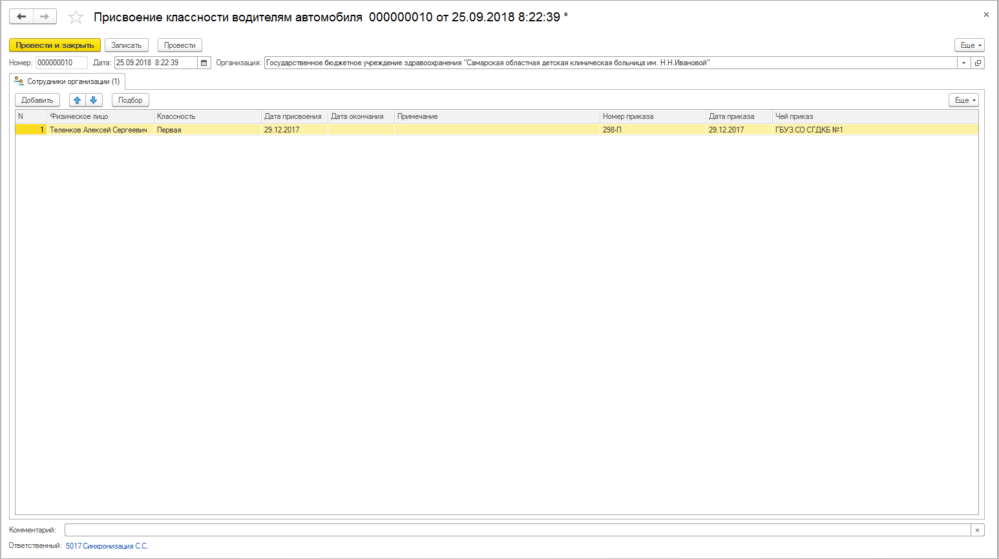 Присвоение классности водителям автомобиля 000000010 от 25.09.2018 8:22:39 *
Провести и закрыть Записать Провести Еще
Номер: 000000010 Дата: 25.09.2018 8:22:39 Организация: Государственное бюджетное учреждение здравоохранения "Самарская областная детская клиническая больница им. Н.Н.Ивановой"
Сотрудники организации (1)
Добавить Подбор Еще
N Физическое лицо Классность Дата присвоения Дата окончания Примечание Номер приказа Дата приказа Чей приказ
1 Теленков Алексей Сергеевич Первая 29.12.2017 298-П 29.12.2017 ГБУЗ СО СГДКБ №1
Комментарий:
Ответственный: 5017 Синхронизация С.С.